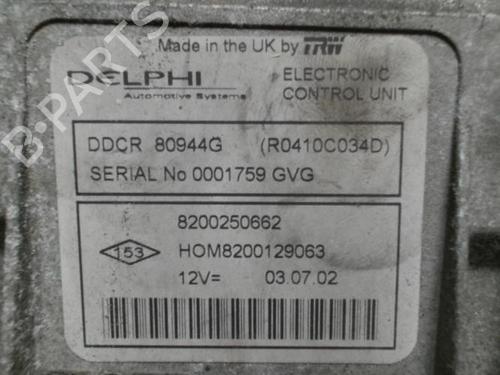 Made in the UK by TRW
DELPHI
Automotive Systems
ELECTRONIC
CONTROL UNIT
DDCR 80944G (R0410C034D)
SERIAL No 0001759 GVG
8200250662
153
HOM8200129063
12V= 03.07.02
B-PARTS